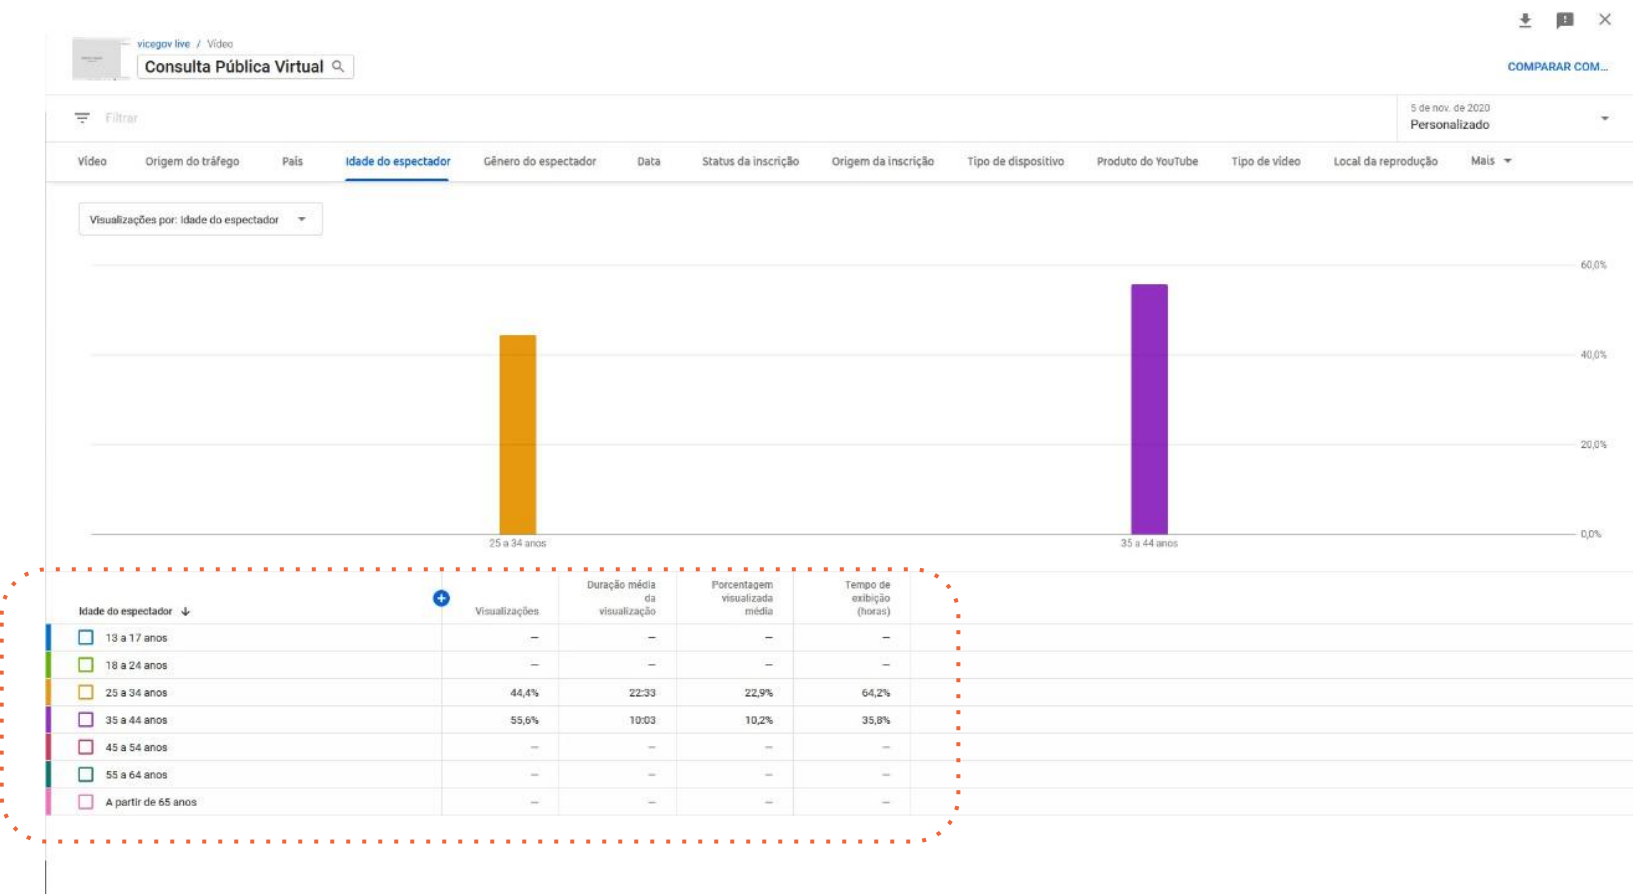 vicegov live / Vídeo
Consulta Pública Virtual
COMPARAR COM...
Filtrar
5 de nov. de 2020
Personalizado
Vídeo Origem do tráfego País Idade do espectador Gênero do espectador Data Status da inscrição Origem da inscrição Tipo de dispositivo Produto do YouTube Tipo de vídeo Local da reprodução Mais
Visualizações por: Idade do espectador
60,0%
40,0%
20,0%
0,0%
25 a 34 anos 35 a 44 anos
Idade do espectador Visualizações Duração média da visualização Porcentagem visualizada média Tempo de exibição (horas)
13 a 17 anos – – – –
18 a 24 anos – – – –
25 a 34 anos 44,4% 22:33 22,9% 64,2%
35 a 44 anos 55,6% 10:03 10,2% 35,8%
45 a 54 anos – – – –
55 a 64 anos – – – –
A partir de 65 anos – – – –